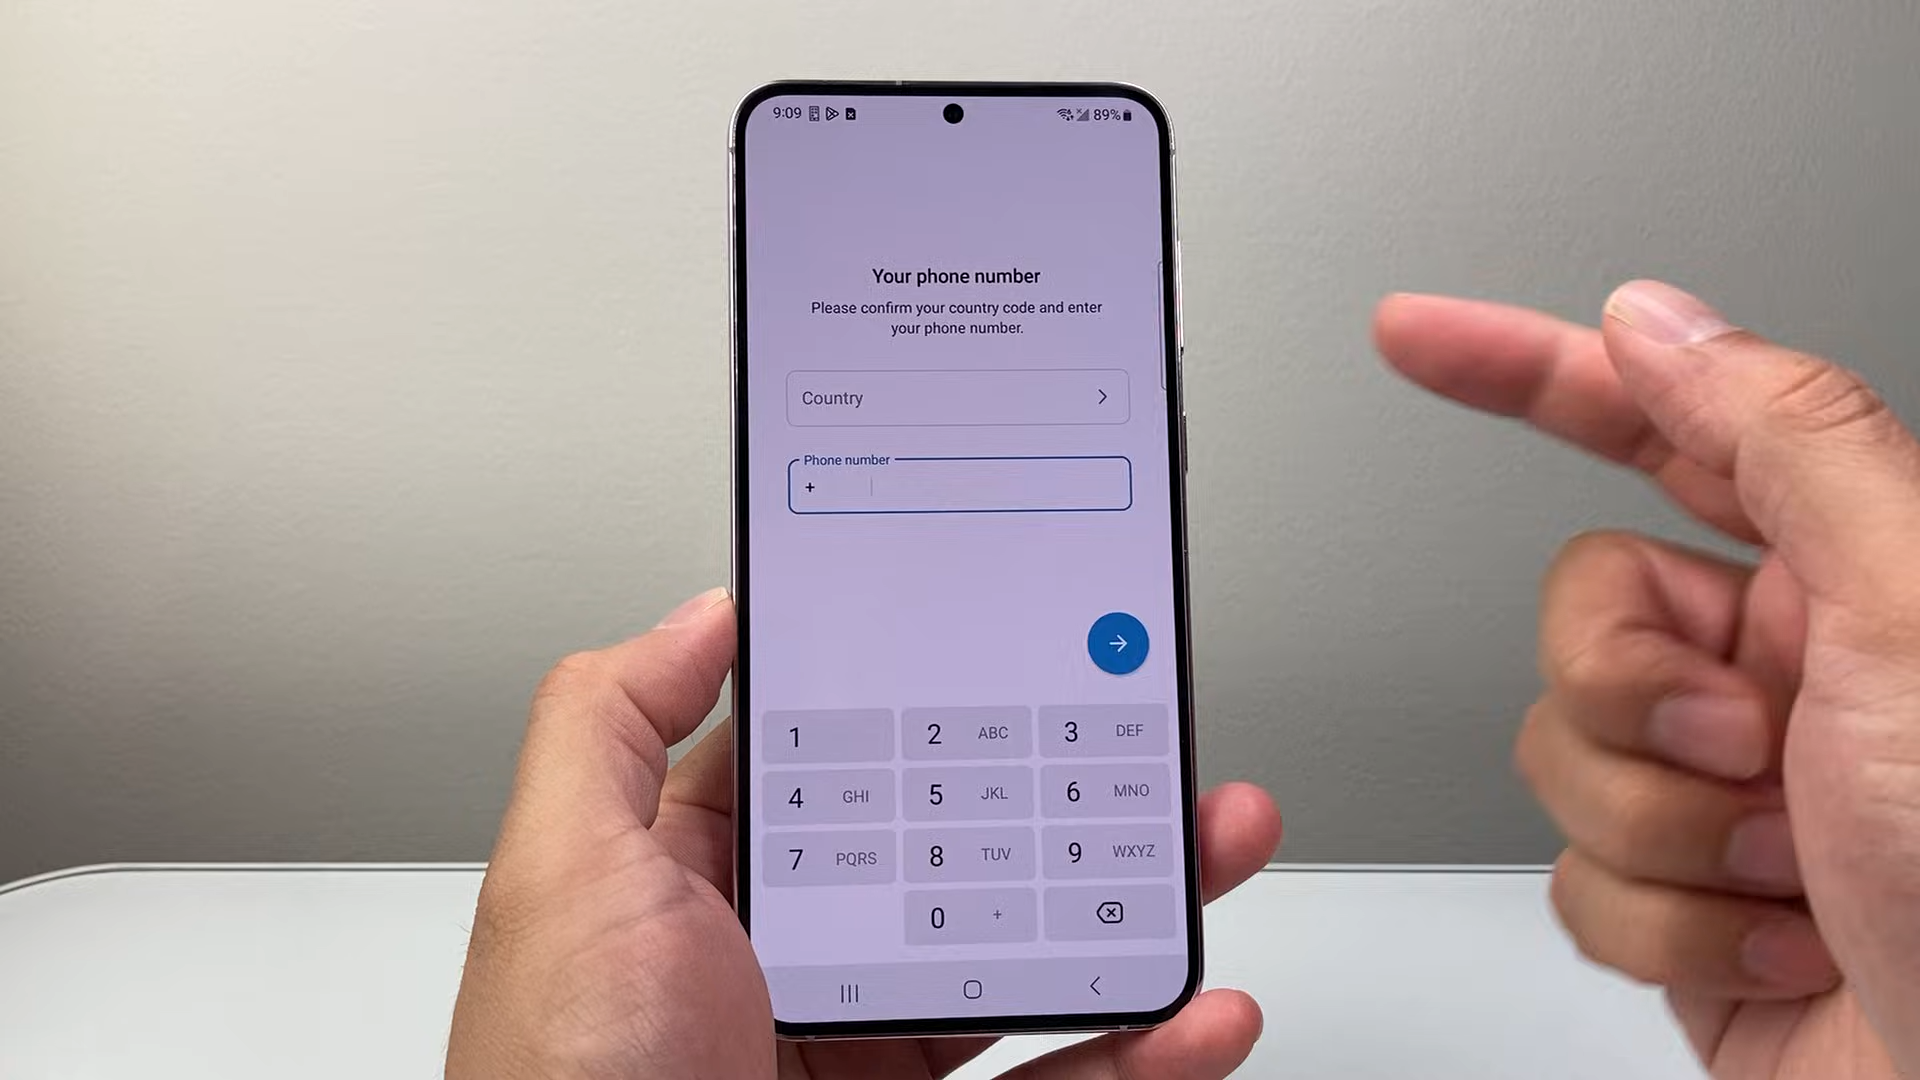 9:09 89%
Your phone number
Please confirm your country code and enter
your phone number.
Country
Phone number
+
1 2 ABC 3 DEF
4 GHI 5 JKL 6 MNO
7 PQRS 8 TUV 9 WXYZ
0 +